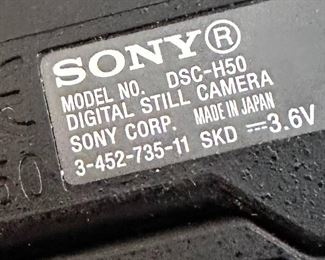 SONY®
MODEL NO. DSC-H50
DIGITAL STILL CAMERA
SONY CORP. MADE IN JAPAN
3-452-735-11 SKD ⎓3.6V